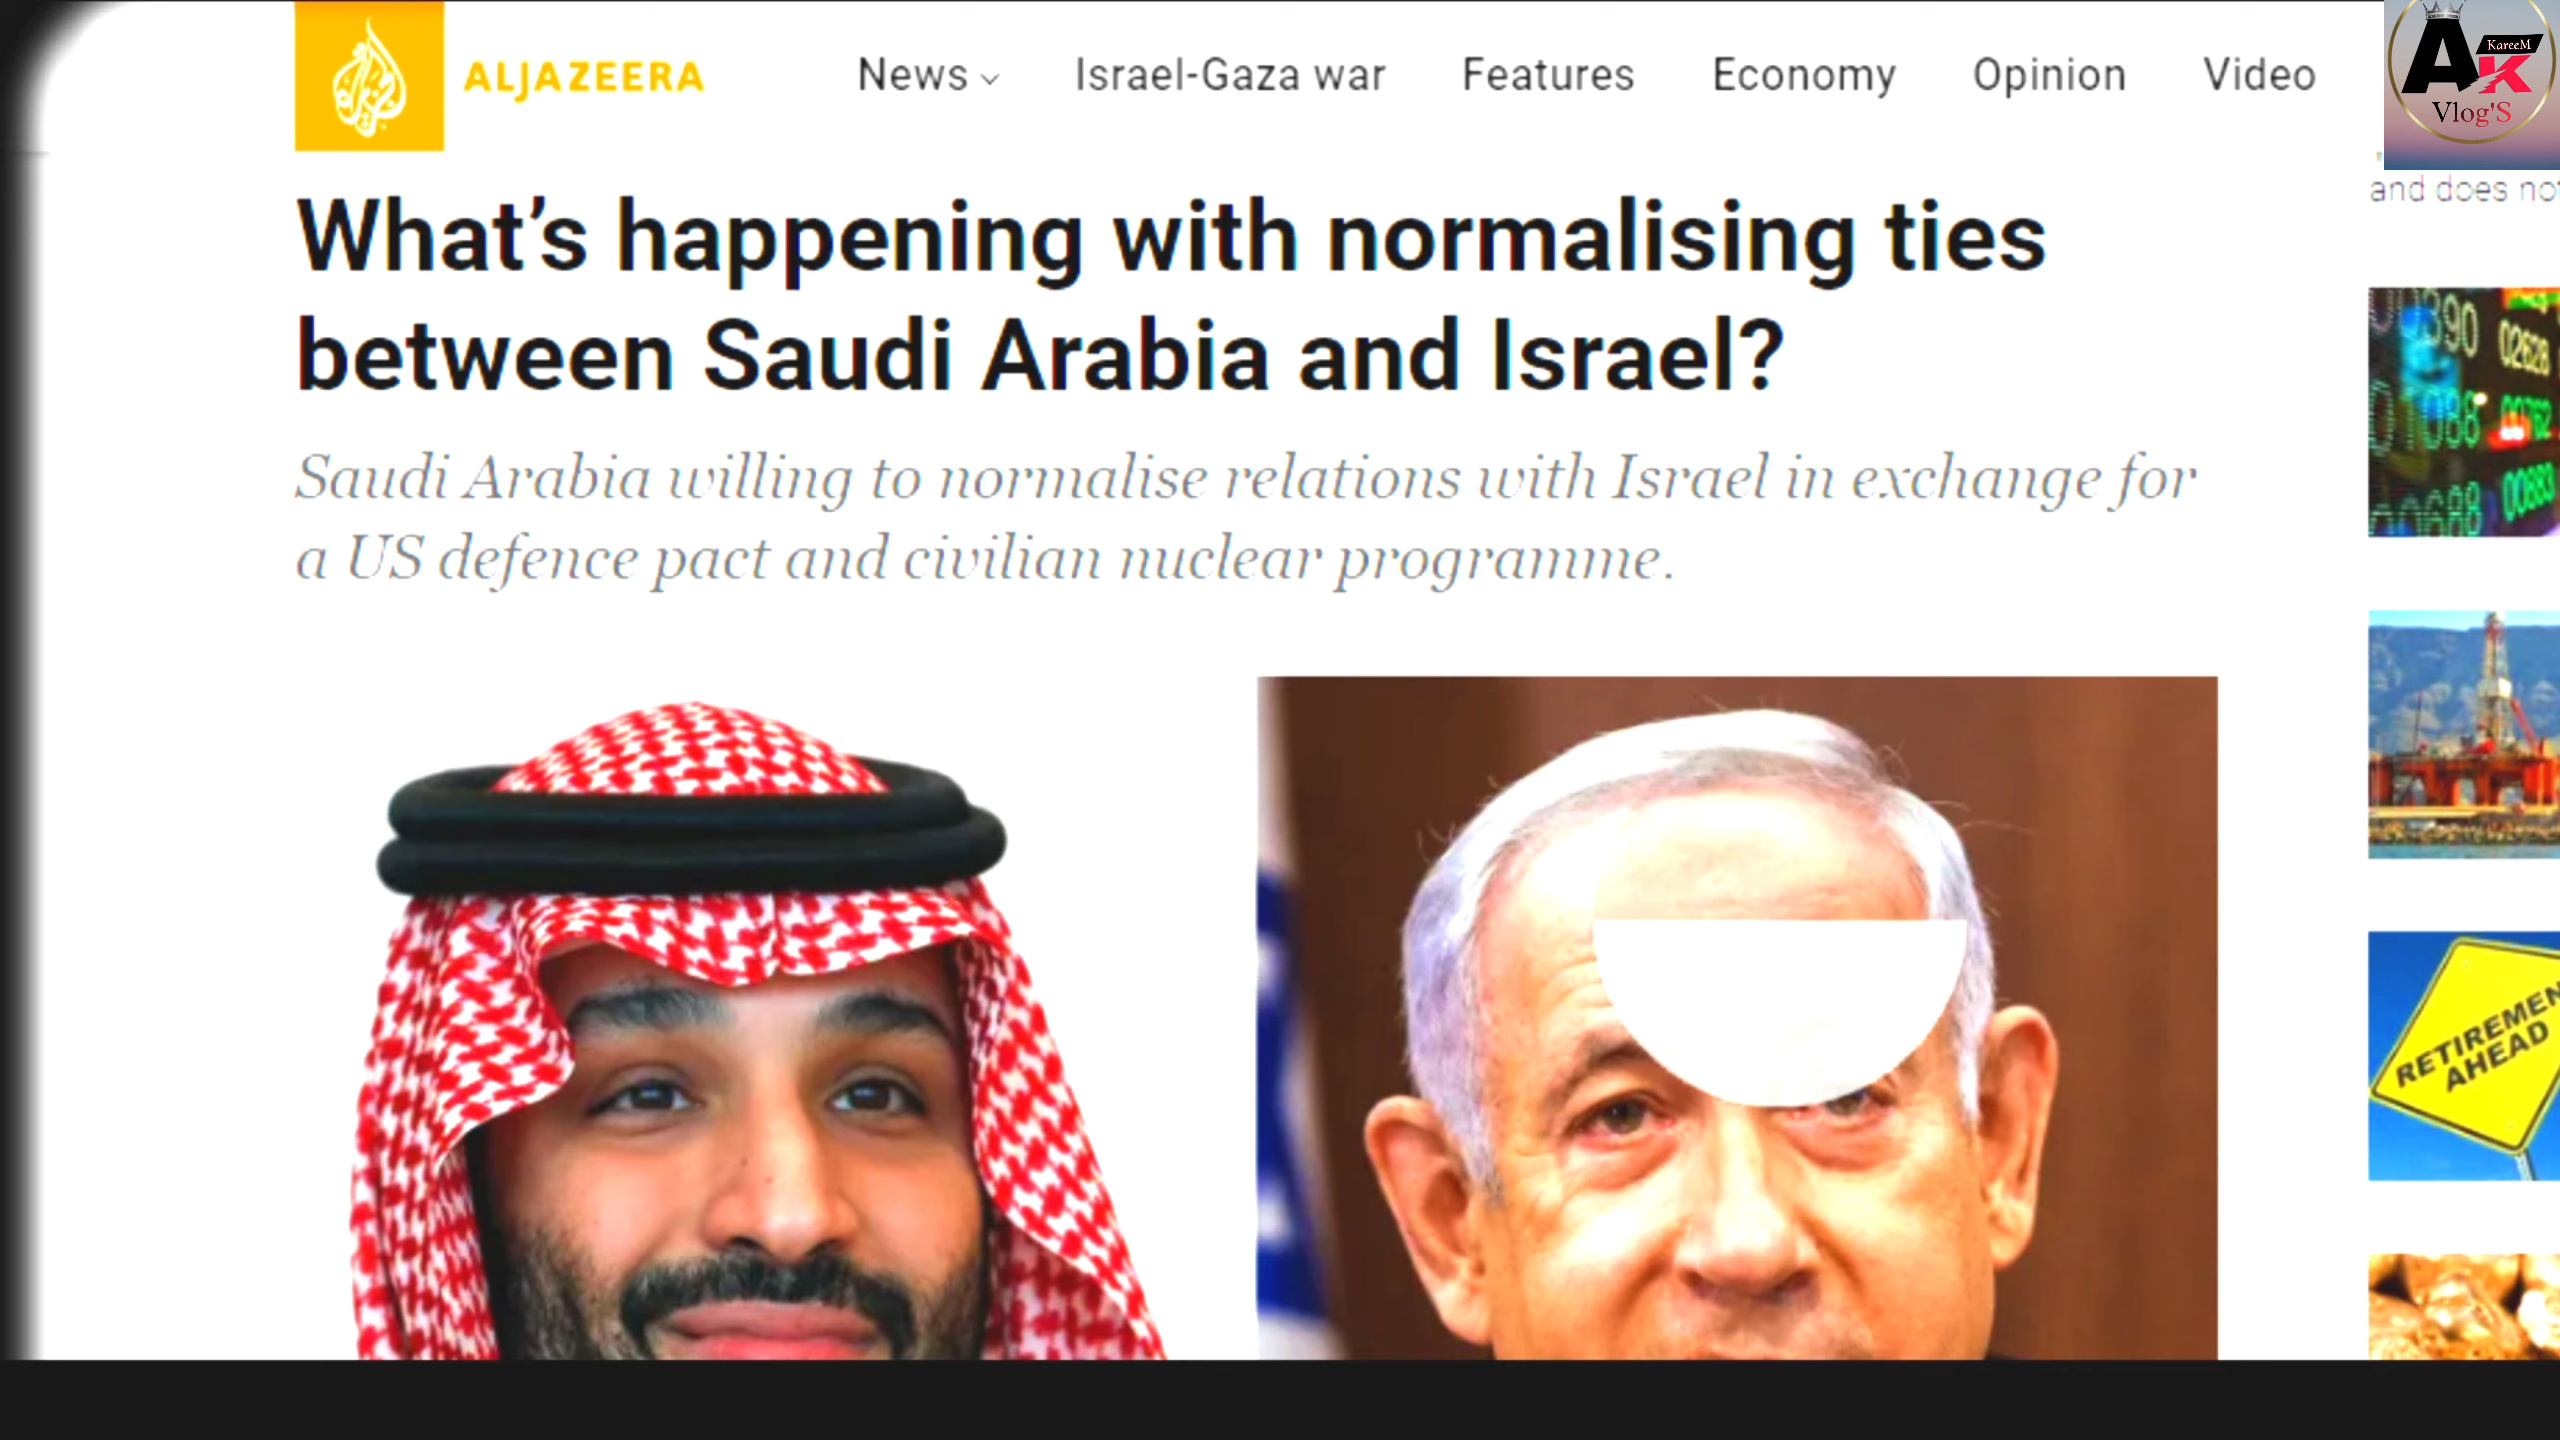 ALJAZEERA
News
Israel-Gaza war
Features
Economy
Opinion
Video
KareeM
AK
Vlog'S
and does
What's happening with normalising ties
between Saudi Arabia and Israel?
Saudi Arabia willing to normalise relations with Israel in exchange for
a US defence pact and civilian nuclear programme.
02628
RETIREMEN
AHEAD